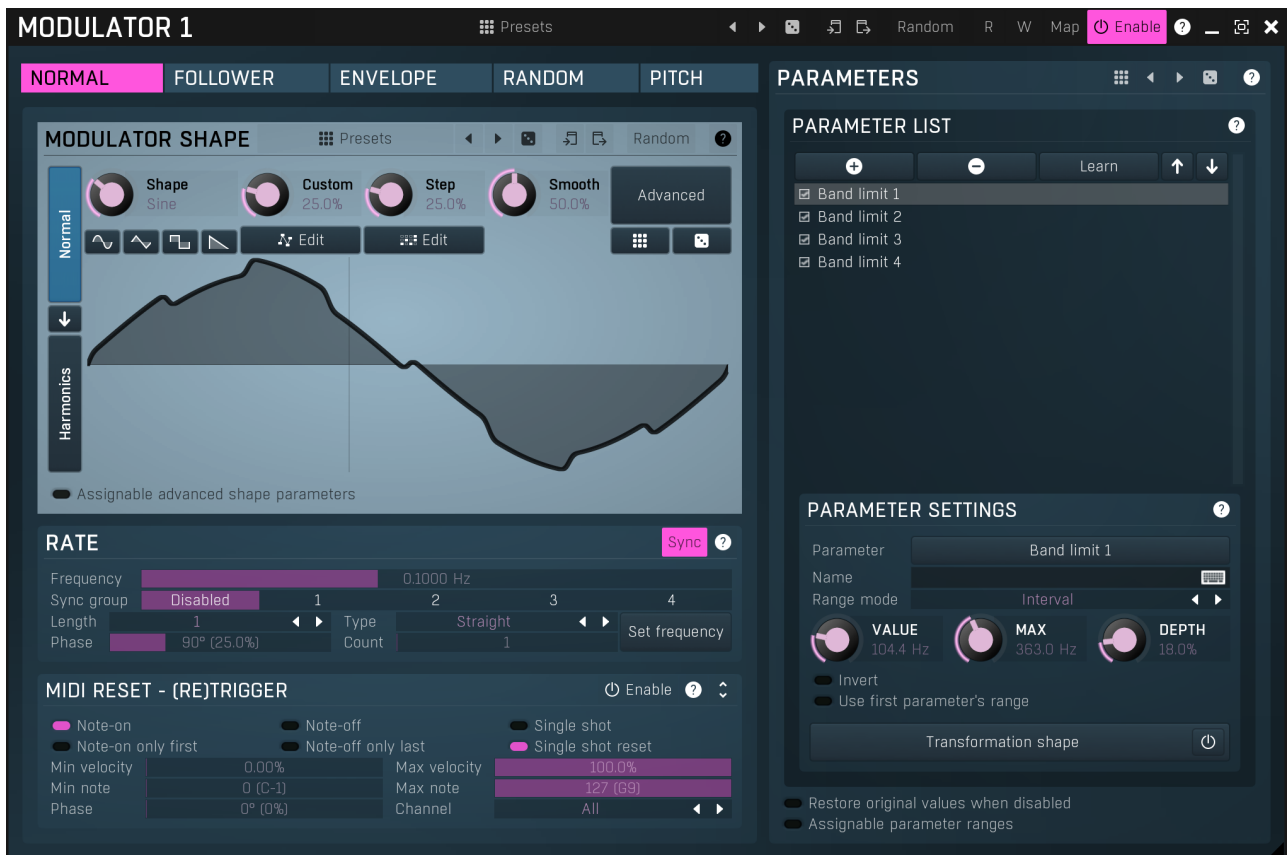 MODULATOR 1 Presets Random R W Map Enable ?
NORMAL FOLLOWER ENVELOPE RANDOM PITCH
MODULATOR SHAPE Presets Random ?
Normal
Harmonics
Shape Custom Step Smooth Advanced
Sine 25.0% 25.0% 50.0%
Edit Edit
Assignable advanced shape parameters
RATE Sync ?
Frequency 0.1000 Hz
Sync group Disabled 1 2 3 4
Length 1 Type Straight Set frequency
Phase 90° (25.0%) Count 1
MIDI RESET - (RE)TRIGGER Enable ?
Note-on Note-off Single shot
Note-on only first Note-off only last Single shot reset
Min velocity 0.00% Max velocity 100.0%
Min note 0 (C-1) Max note 127 (G9)
Phase 0° (0%) Channel All
PARAMETERS ?
PARAMETER LIST ?
Learn
Band limit 1
Band limit 2
Band limit 3
Band limit 4
PARAMETER SETTINGS ?
Parameter Band limit 1
Name
Range mode Interval
VALUE MAX DEPTH
104.4 Hz 363.0 Hz 18.0%
Invert
Use first parameter's range
Transformation shape
Restore original values when disabled
Assignable parameter ranges